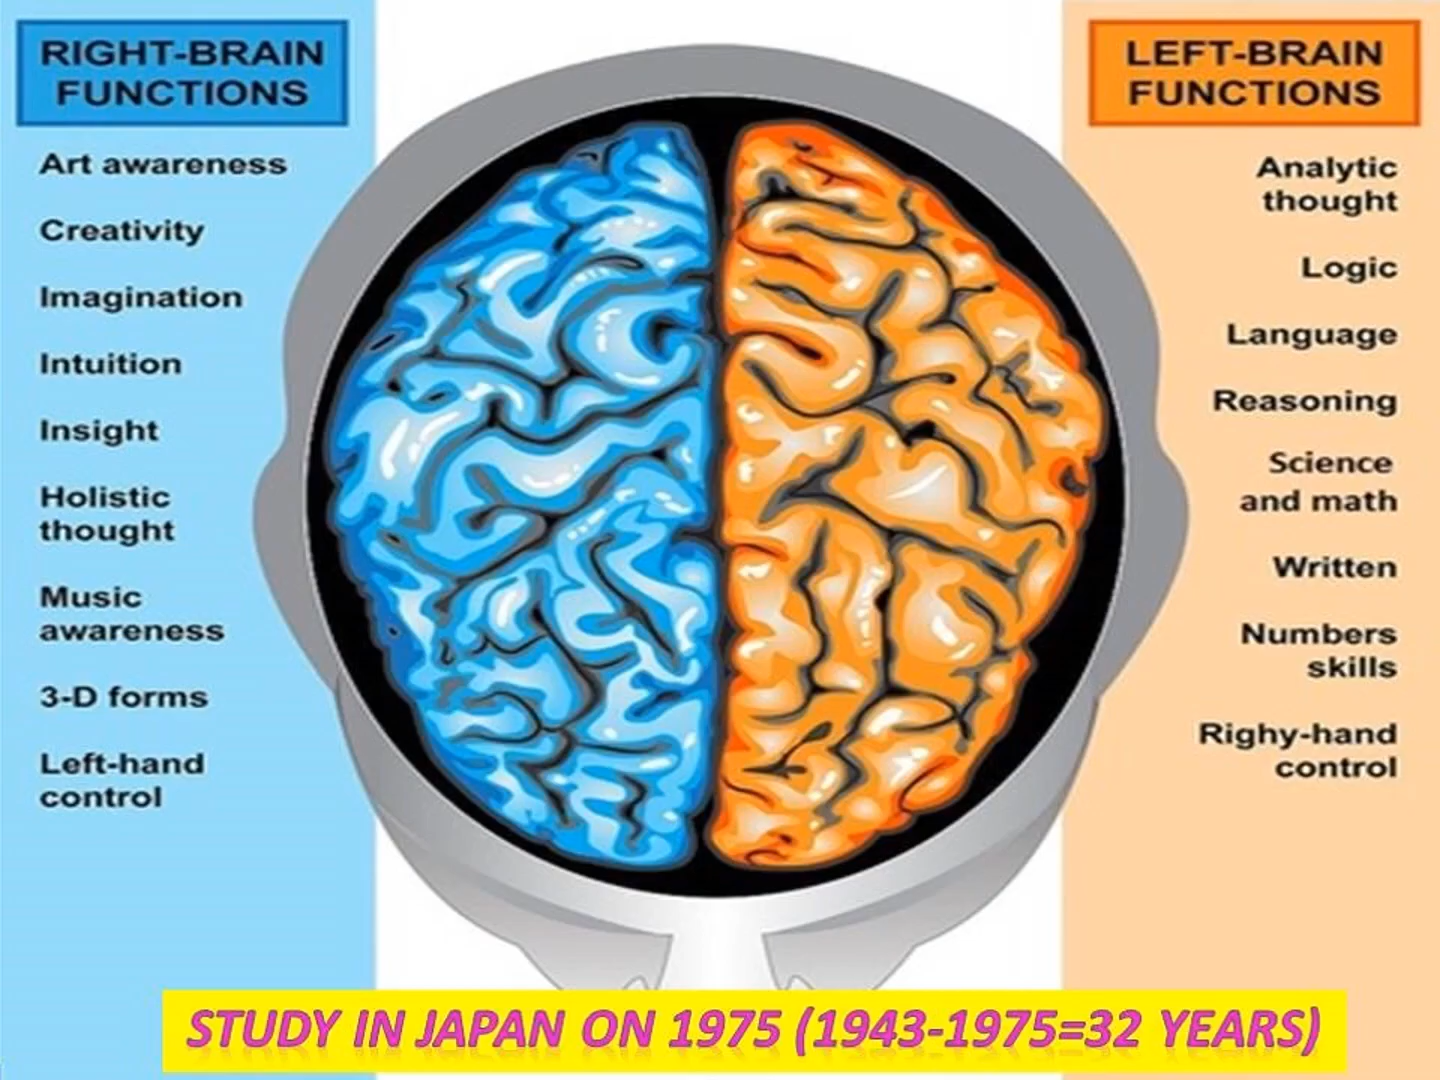 RIGHT-BRAIN
FUNCTIONS
Art awareness
Creativity
Imagination
Intuition
Insight
Holistic
thought
Music
awareness
3-D forms
Left-hand
control
LEFT-BRAIN
FUNCTIONS
Analytic
thought
Logic
Language
Reasoning
Science
and math
Written
Numbers
skills
Righy-hand
control
STUDY IN JAPAN ON 1975 (1943-1975=32 YEARS)